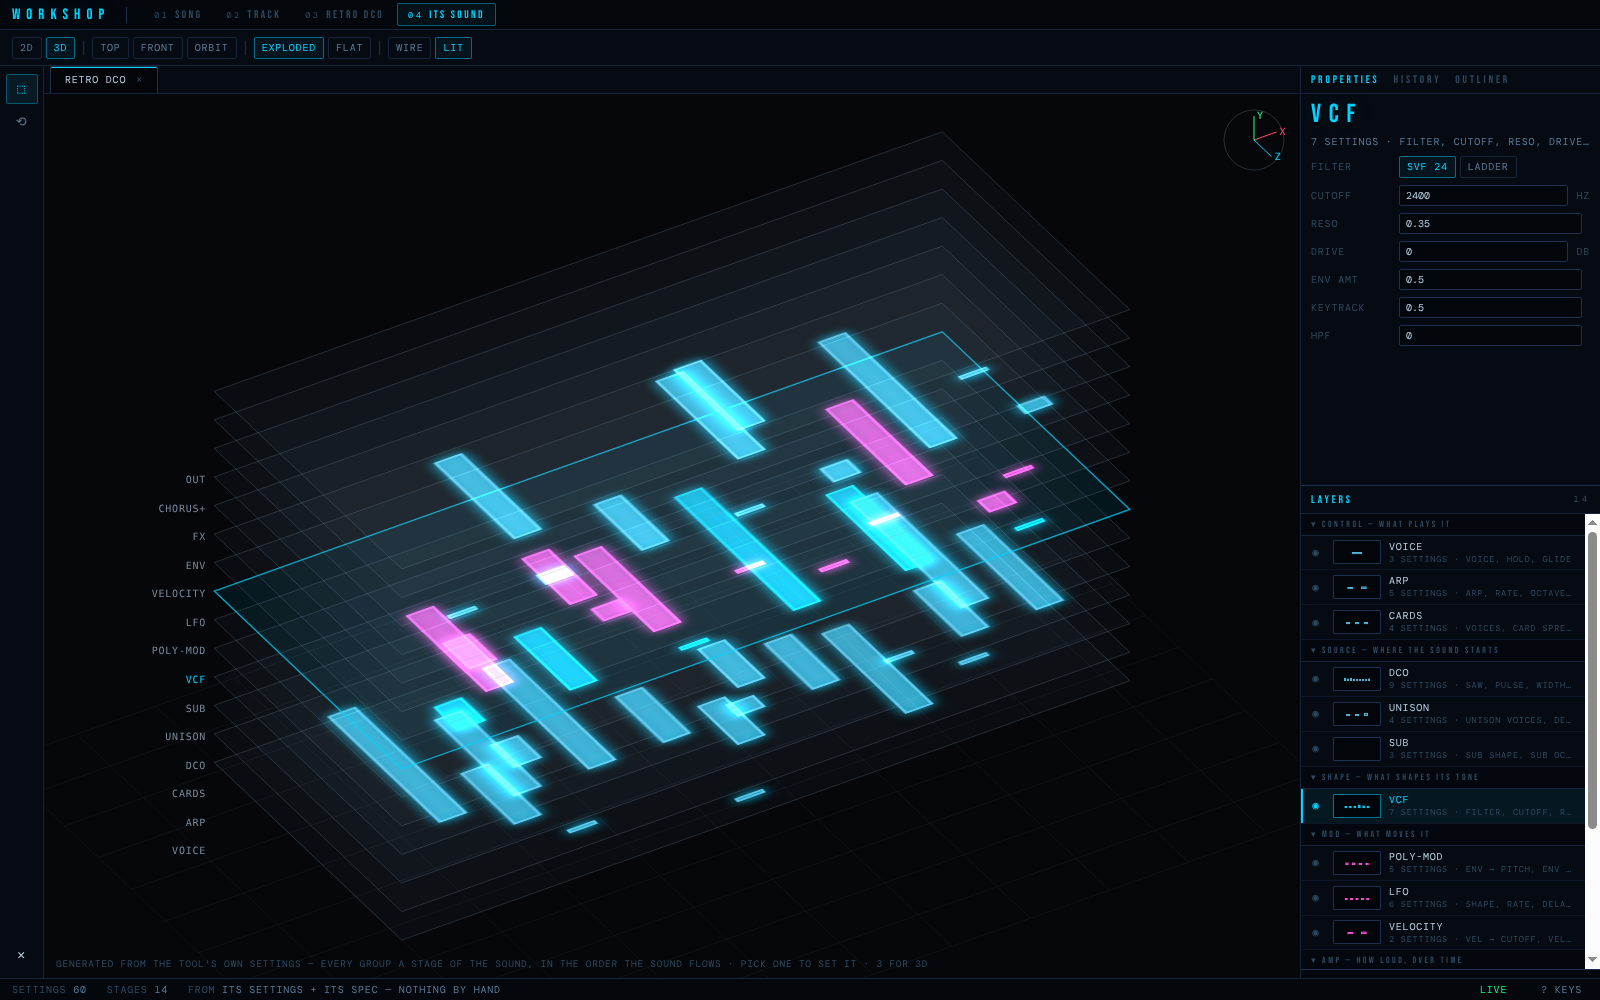 WORKSHOP 01 SONG 02 TRACK 03 RETRO DCO 04 ITS SOUND
2D 3D TOP FRONT ORBIT EXPLODED FLAT WIRE LIT
RETRO DCO ×
Y
X
Z
OUT
CHORUS+
FX
ENV
VELOCITY
LFO
POLY-MOD
VCF
SUB
UNISON
DCO
CARDS
ARP
VOICE
GENERATED FROM THE TOOL'S OWN SETTINGS — EVERY GROUP A STAGE OF THE SOUND, IN THE ORDER THE SOUND FLOWS · PICK ONE TO SET IT · 3 FOR 3D
PROPERTIES HISTORY OUTLINER
VCF
7 SETTINGS · FILTER, CUTOFF, RESO, DRIVE…
FILTER SVF 24 LADDER
CUTOFF 2400 HZ
RESO 0.35
DRIVE 0 DB
ENV AMT 0.5
KEYTRACK 0.5
HPF 0
LAYERS 14
▾ CONTROL — WHAT PLAYS IT
VOICE
3 SETTINGS · VOICE, HOLD, GLIDE
ARP
5 SETTINGS · ARP, RATE, OCTAVE…
CARDS
4 SETTINGS · VOICES, CARD SPRE…
▾ SOURCE — WHERE THE SOUND STARTS
DCO
9 SETTINGS · SAW, PULSE, WIDTH…
UNISON
4 SETTINGS · UNISON VOICES, DE…
SUB
3 SETTINGS · SUB SHAPE, SUB OC…
▾ SHAPE — WHAT SHAPES ITS TONE
VCF
7 SETTINGS · FILTER, CUTOFF, R…
▾ MOD — WHAT MOVES IT
POLY-MOD
5 SETTINGS · ENV → PITCH, ENV …
LFO
6 SETTINGS · SHAPE, RATE, DELA…
VELOCITY
2 SETTINGS · VEL → CUTOFF, VEL…
▾ AMP — HOW LOUD, OVER TIME
SETTINGS 60 STAGES 14 FROM ITS SETTINGS + ITS SPEC — NOTHING BY HAND LIVE ? KEYS